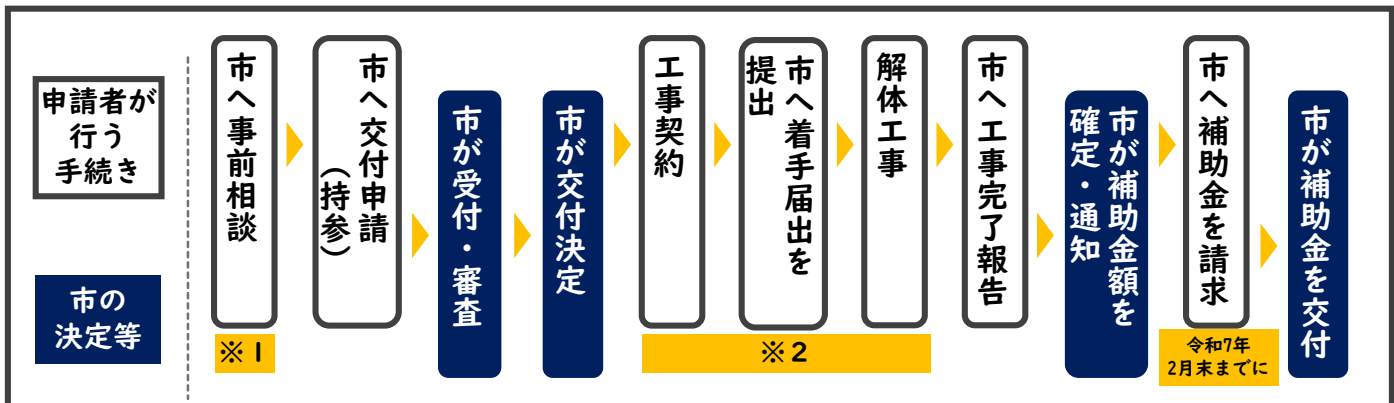 申請者が
行う
手続き
市の
決定等
市へ事前相談
※1
市へ交付申請
（持参）
市が受付・審査
市が交付決定
工事契約
市へ着手届出を
提出
解体工事
※2
市へ工事完了報告
市が補助金額を
確定・通知
市へ補助金を請求
令和7年
2月末までに
市が補助金を交付